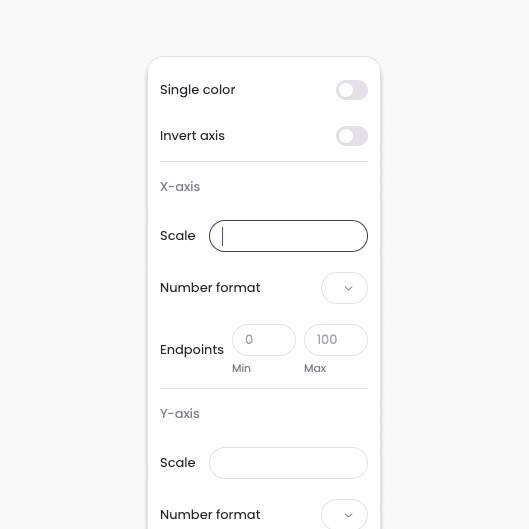 Single color
Invert axis
X-axis
Scale
Number format
Endpoints 0 100
Min Max
Y-axis
Scale
Number format